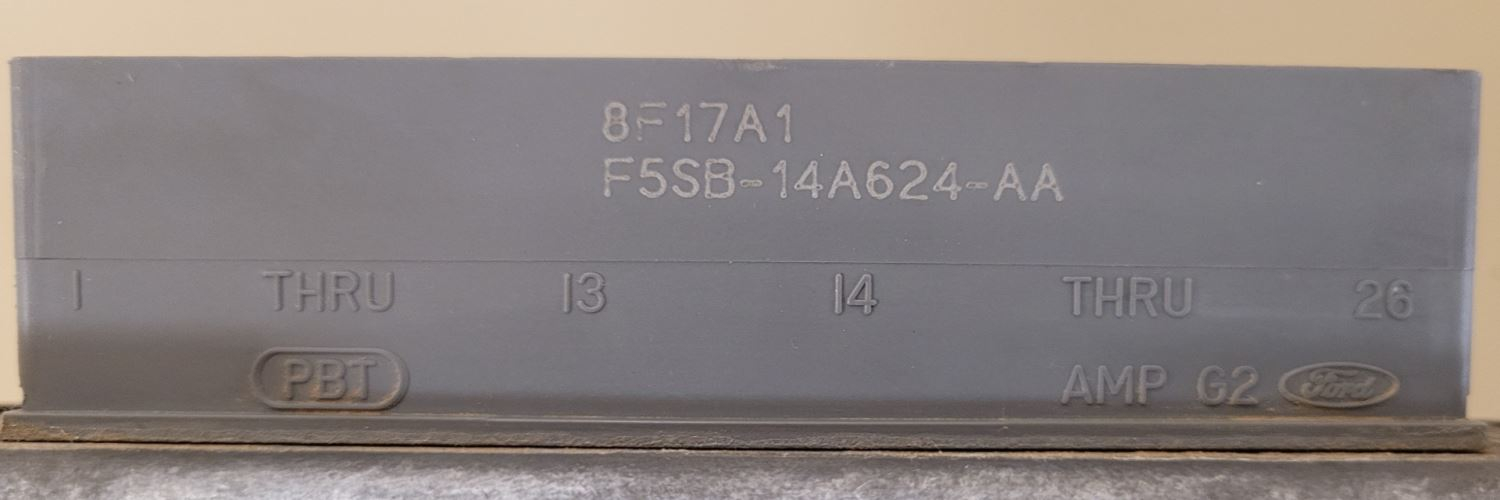 8F17A1
F5SB-14A624-AA
1 THRU 13 14 THRU 26
PBT AMP G2 Ford